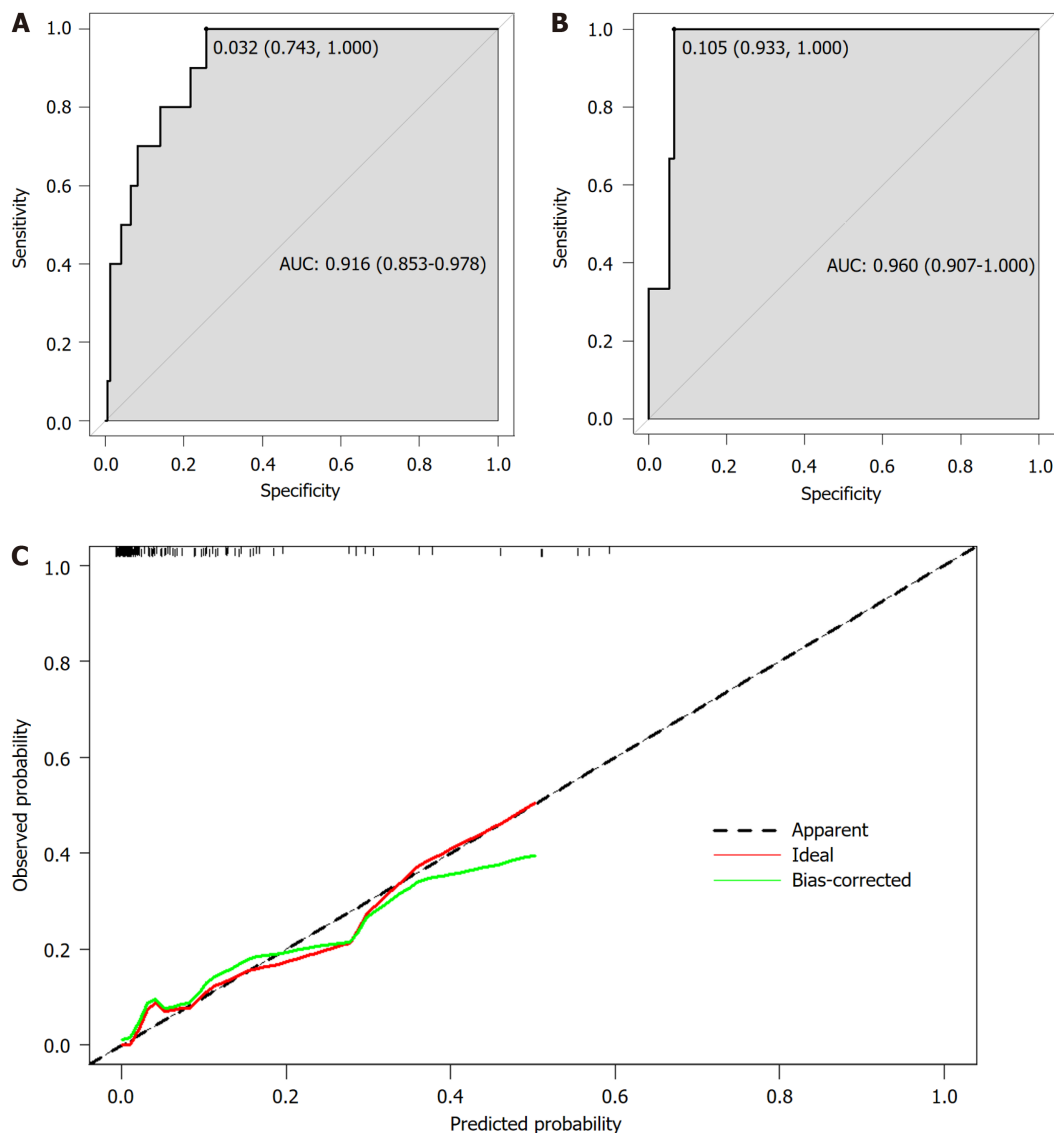 A
1.0
0.8
0.6
0.4
0.2
0.0
Sensitivity
0.032 (0.743, 1.000)
AUC: 0.916 (0.853-0.978)
0.0 0.2 0.4 0.6 0.8 1.0
Specificity
B
1.0
0.8
0.6
0.4
0.2
0.0
Sensitivity
0.105 (0.933, 1.000)
AUC: 0.960 (0.907-1.000)
0.0 0.2 0.4 0.6 0.8 1.0
Specificity
C
1.0
0.8
0.6
0.4
0.2
0.0
Observed probability
Apparent
Ideal
Bias-corrected
0.0 0.2 0.4 0.6 0.8 1.0
Predicted probability